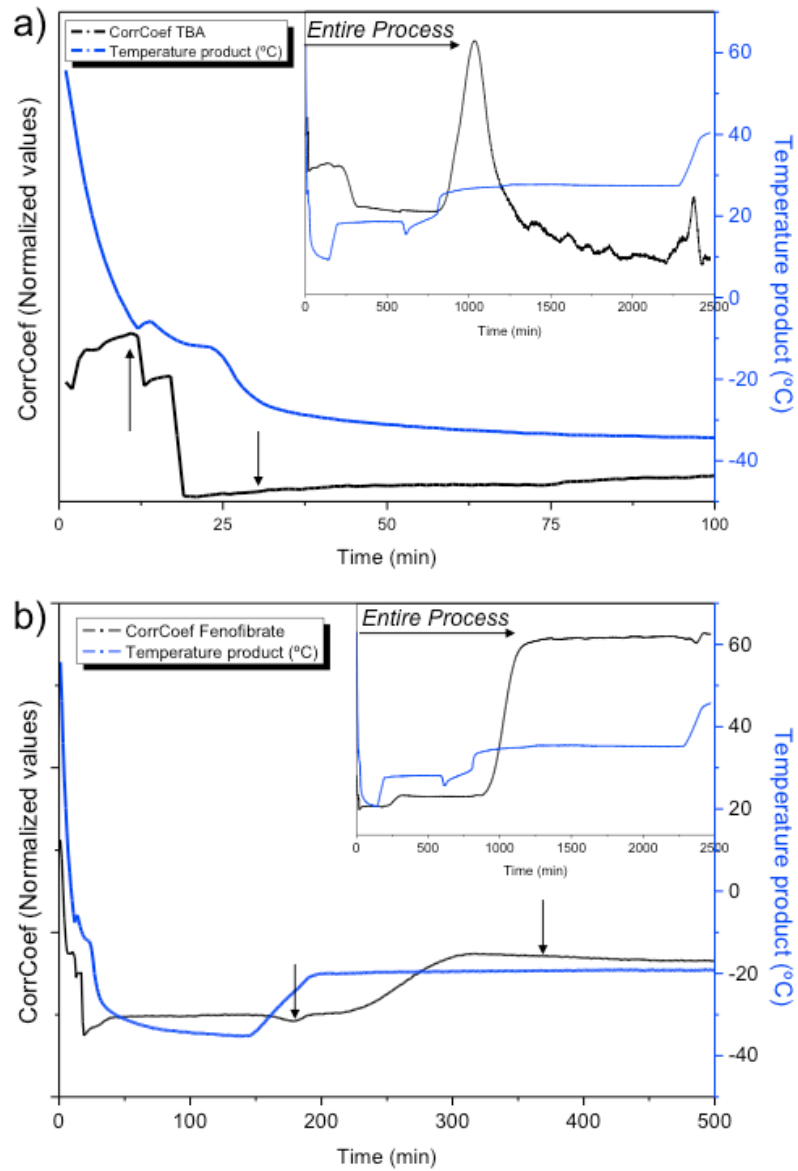 a)
CorrCoef TBA
Temperature product (ºC)
Entire Process
0
500
1000
1500
2000
2500
Time (min)
CorrCoef (Normalized values)
60
40
20
0
-20
-40
Temperature product (ºC)
0
25
50
75
100
Time (min)
b)
CorrCoef Fenofibrate
Temperature product (ºC)
Entire Process
0
500
1000
1500
2000
2500
Time (min)
CorrCoef (Normalized values)
60
40
20
0
-20
-40
Temperature product (ºC)
0
100
200
300
400
500
Time (min)